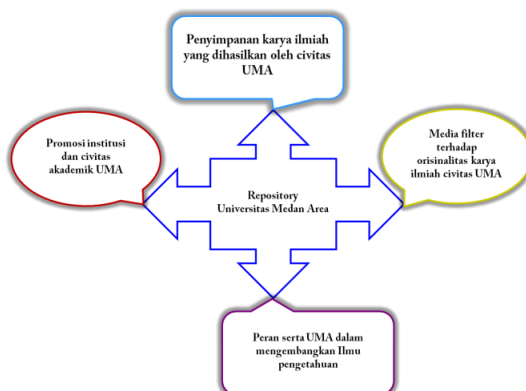 Penyimpanan karya ilmiah
yang dihasilkan oleh civitas
UMA
Promosi institusi
dan civitas
akademik UMA
Media filter
terhadap
orisinalitas karya
ilmiah civitas UMA
Repository
Universitas Medan Area
Peran serta UMA dalam
mengembangkan Ilmu
pengetahuan